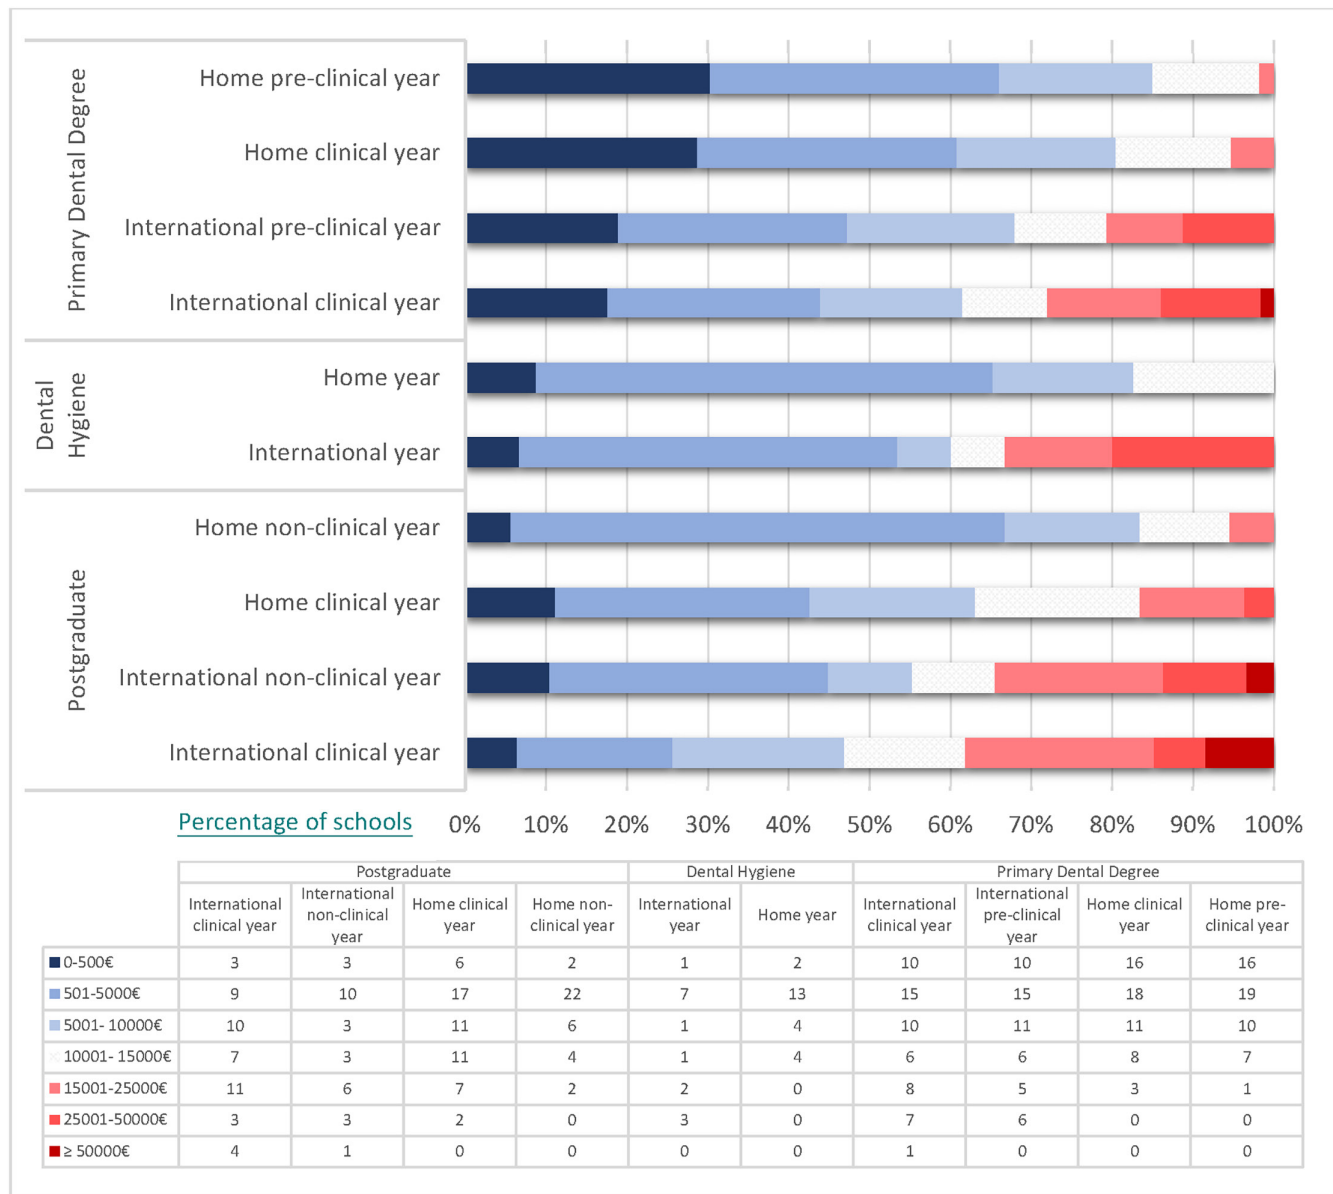 Primary Dental Degree
Home pre-clinical year
Home clinical year
International pre-clinical year
International clinical year
Dental
Hygiene
Home year
International year
Postgraduate
Home non-clinical year
Home clinical year
International non-clinical year
International clinical year
Percentage of schools 0% 10% 20% 30% 40% 50% 60% 70% 80% 90% 100%
Postgraduate Dental Hygiene Primary Dental Degree
International clinical year International non-clinical year Home clinical year Home non-clinical year International year Home year International clinical year International pre-clinical year Home clinical year Home pre-clinical year
0-500€ 3 3 6 2 1 2 10 10 16 16
501-5000€ 9 10 17 22 7 13 15 15 18 19
5001- 10000€ 10 3 11 6 1 4 10 11 11 10
10001- 15000€ 7 3 11 4 1 4 6 6 8 7
15001-25000€ 11 6 7 2 2 0 8 5 3 1
25001-50000€ 3 3 2 0 3 0 7 6 0 0
≥ 50000€ 4 1 0 0 0 0 1 0 0 0